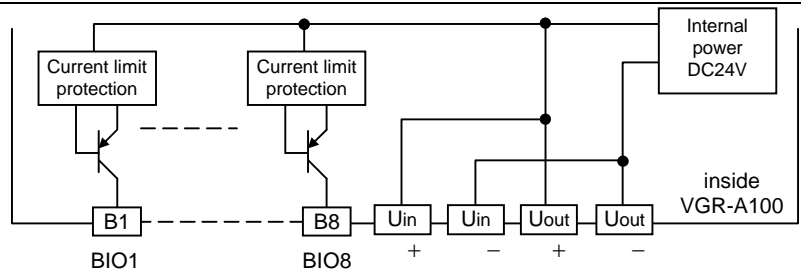 Internal
power
DC24V
Current limit
protection
Current limit
protection
inside
VGR-A100
B1
B8
Uin
Uin
Uout
Uout
BIO1
BIO8
+
−
+
−